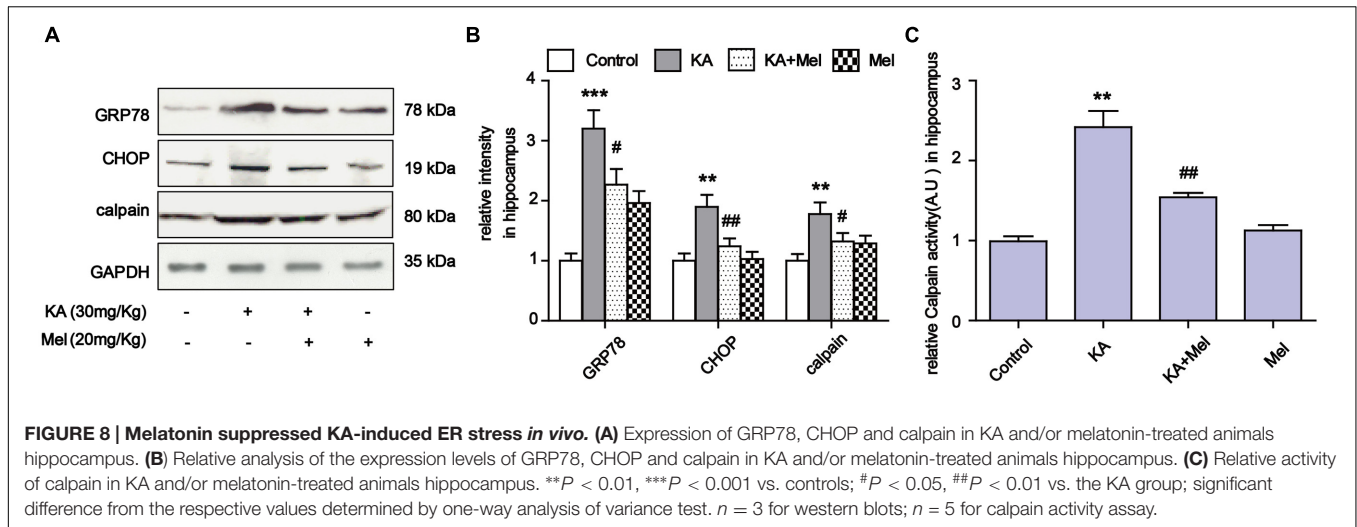 A
GRP78
78 kDa
CHOP
19 kDa
calpain
80 kDa
GAPDH
35 kDa
KA (30mg/Kg) - + + -
Mel (20mg/Kg) - - + +
B
Control KA KA+Mel Mel
relative intensity
in hippocampus
4
3
2
1
0
***
#
**
##
**
#
GRP78
CHOP
calpain
C
relative Calpain activity(A.U ) in hippocampus
3
2
1
0
**
##
Control
KA
KA+Mel
Mel
FIGURE 8 | Melatonin suppressed KA-induced ER stress in vivo. (A) Expression of GRP78, CHOP and calpain in KA and/or melatonin-treated animals
hippocampus. (B) Relative analysis of the expression levels of GRP78, CHOP and calpain in KA and/or melatonin-treated animals hippocampus. (C) Relative activity
of calpain in KA and/or melatonin-treated animals hippocampus. **P < 0.01, ***P < 0.001 vs. controls; #P < 0.05, ##P < 0.01 vs. the KA group; significant
difference from the respective values determined by one-way analysis of variance test. n = 3 for western blots; n = 5 for calpain activity assay.